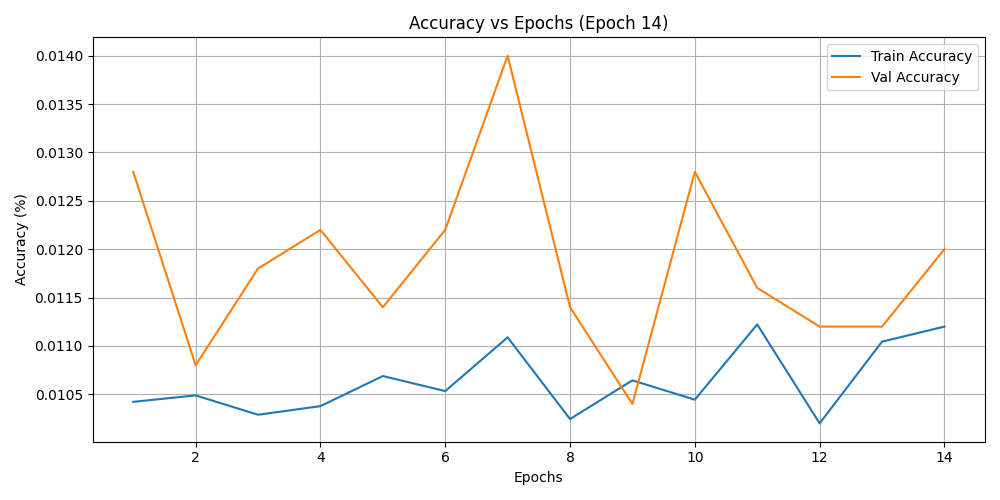 Accuracy vs Epochs (Epoch 14)
Train Accuracy
Val Accuracy
Accuracy (%)
0.0140
0.0135
0.0130
0.0125
0.0120
0.0115
0.0110
0.0105
2 4 6 8 10 12 14
Epochs